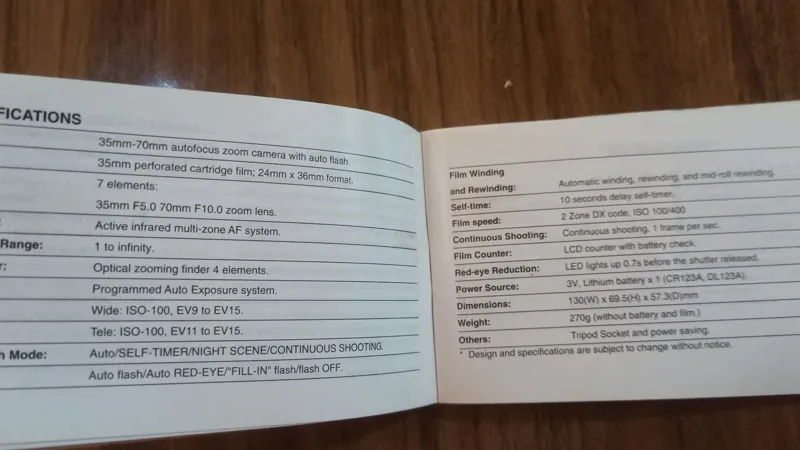 FICATIONS
35mm-70mm autofocus zoom camera with auto flash.
35mm perforated cartridge film; 24mm x 36mm format.
7 elements:
35mm F5.0 70mm F10.0 zoom lens.
: Active infrared multi-zone AF system.
Range: 1 to infinity.
r: Optical zooming finder 4 elements.
Programmed Auto Exposure system.
Wide: ISO-100, EV9 to EV15.
Tele: ISO-100, EV11 to EV15.
h Mode: Auto/SELF-TIMER/NIGHT SCENE/CONTINUOUS SHOOTING.
Auto flash/Auto RED-EYE/"FILL-IN" flash/flash OFF.
Film Winding
and Rewinding: Automatic winding, rewinding, and mid-roll rewinding.
Self-time: 10 seconds delay self-timer.
Film speed: 2 Zone DX code, ISO 100/400
Continuous Shooting: Continuous shooting, 1 frame per sec.
Film Counter: LCD counter with battery check.
Red-eye Reduction: LED lights up 0.7s before the shutter released.
Power Source: 3V, Lithium battery x 1 (CR123A, DL123A).
Dimensions: 130(W) x 69.5(H) x 57.3(D)mm
Weight: 270g (without battery and film.)
Others: Tripod Socket and power saving.
* Design and specifications are subject to change without notice.